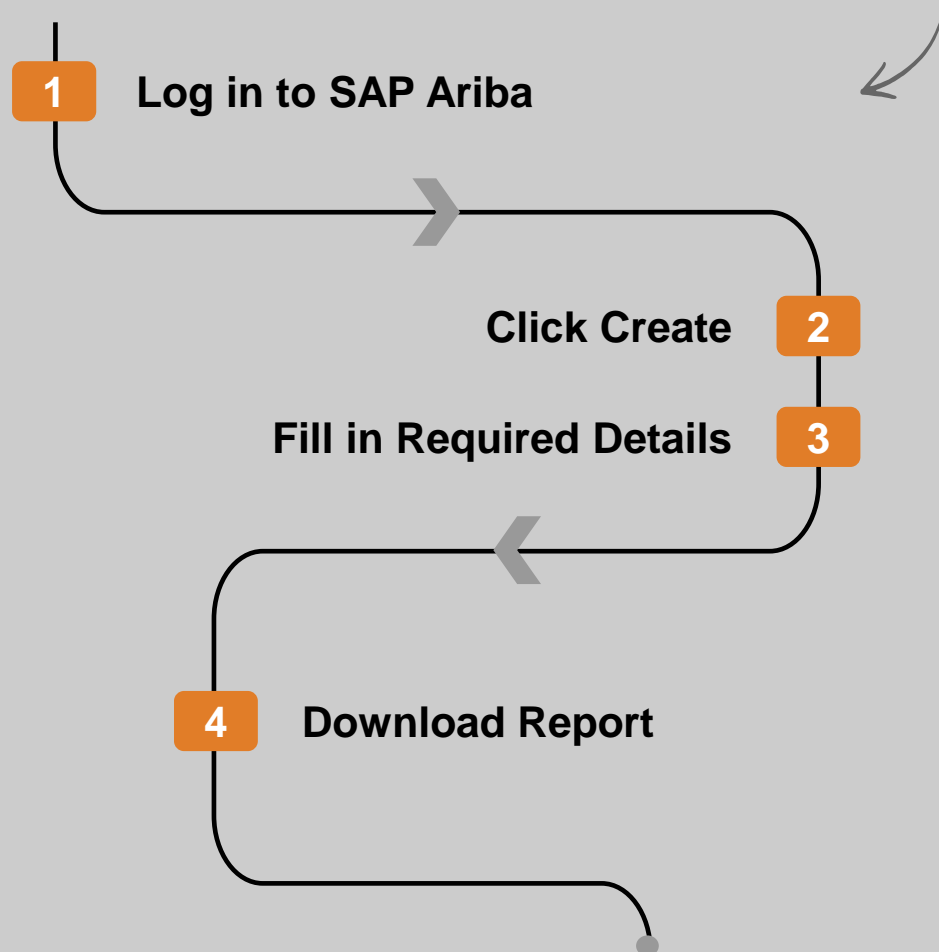 1 Log in to SAP Ariba
Click Create 2
Fill in Required Details 3
4 Download Report